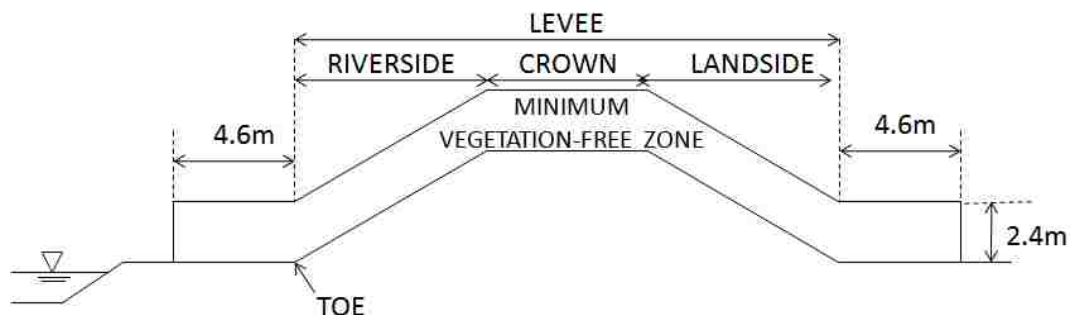 LEVEE
RIVERSIDE CROWN LANDSIDE
MINIMUM
4.6m VEGETATION-FREE ZONE 4.6m
2.4m
TOE